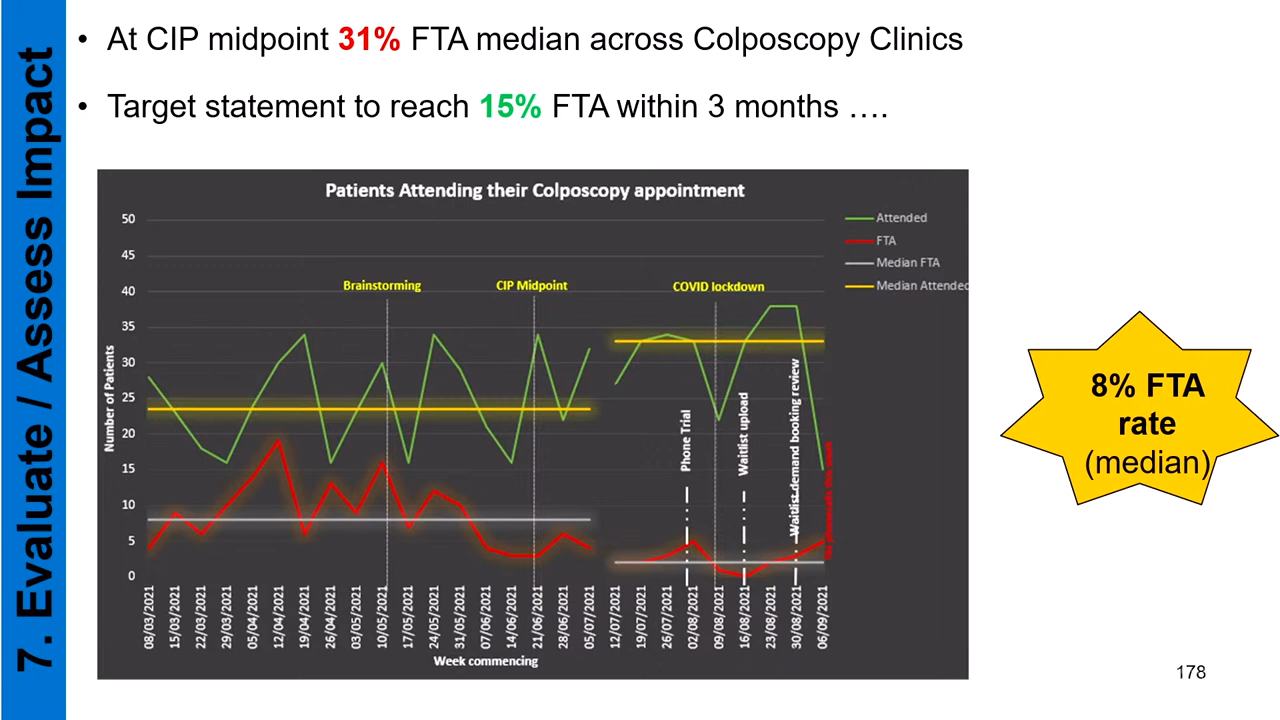 7. Evaluate / Assess Impact
• At CIP midpoint 31% FTA median across Colposcopy Clinics
• Target statement to reach 15% FTA within 3 months ….
Patients Attending their Colposcopy appointment
Number of Patients
50
45
40
35
30
25
20
15
10
5
0
Brainstorming
CIP Midpoint
COVID lockdown
Phone Trial
Waitlist upload
Waitlist demand booking review
Attended
FTA
Median FTA
Median Attended
08/03/2021
15/03/2021
22/03/2021
29/03/2021
05/04/2021
12/04/2021
19/04/2021
26/04/2021
03/05/2021
10/05/2021
17/05/2021
24/05/2021
31/05/2021
07/06/2021
14/06/2021
21/06/2021
28/06/2021
05/07/2021
12/07/2021
19/07/2021
26/07/2021
02/08/2021
09/08/2021
16/08/2021
23/08/2021
30/08/2021
06/09/2021
Week commencing
8% FTA
rate
(median)
178